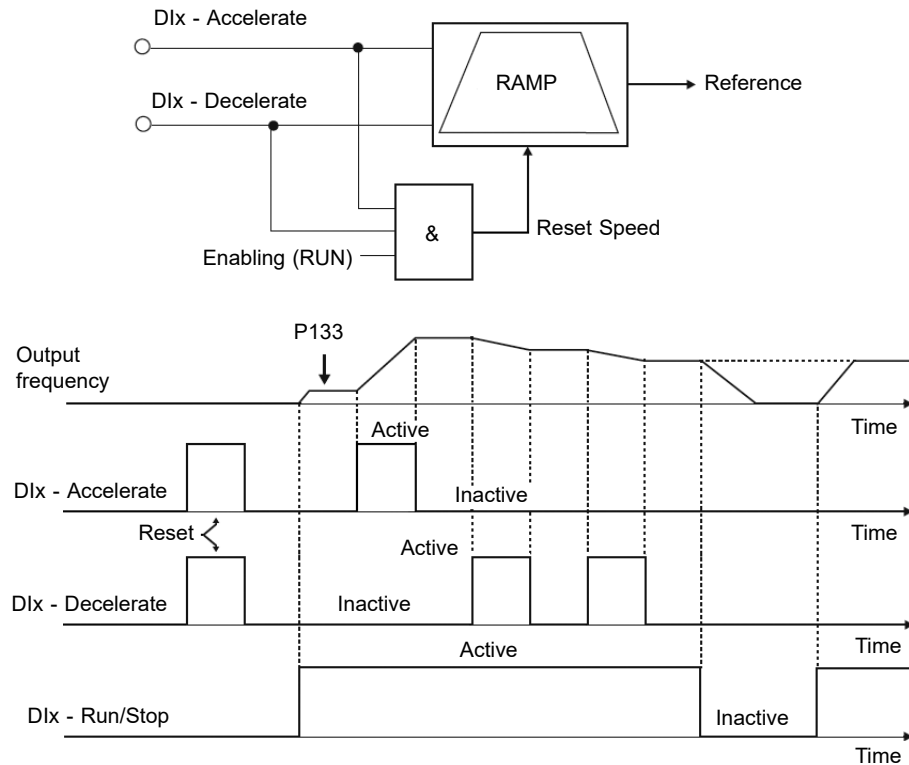 DIx - Accelerate
DIx - Decelerate
RAMP
Reference
&
Reset Speed
Enabling (RUN)
P133
Output
frequency
Time
Active
DIx - Accelerate
Inactive
Time
Reset
Active
DIx - Decelerate
Inactive
Time
Active
DIx - Run/Stop
Inactive
Time